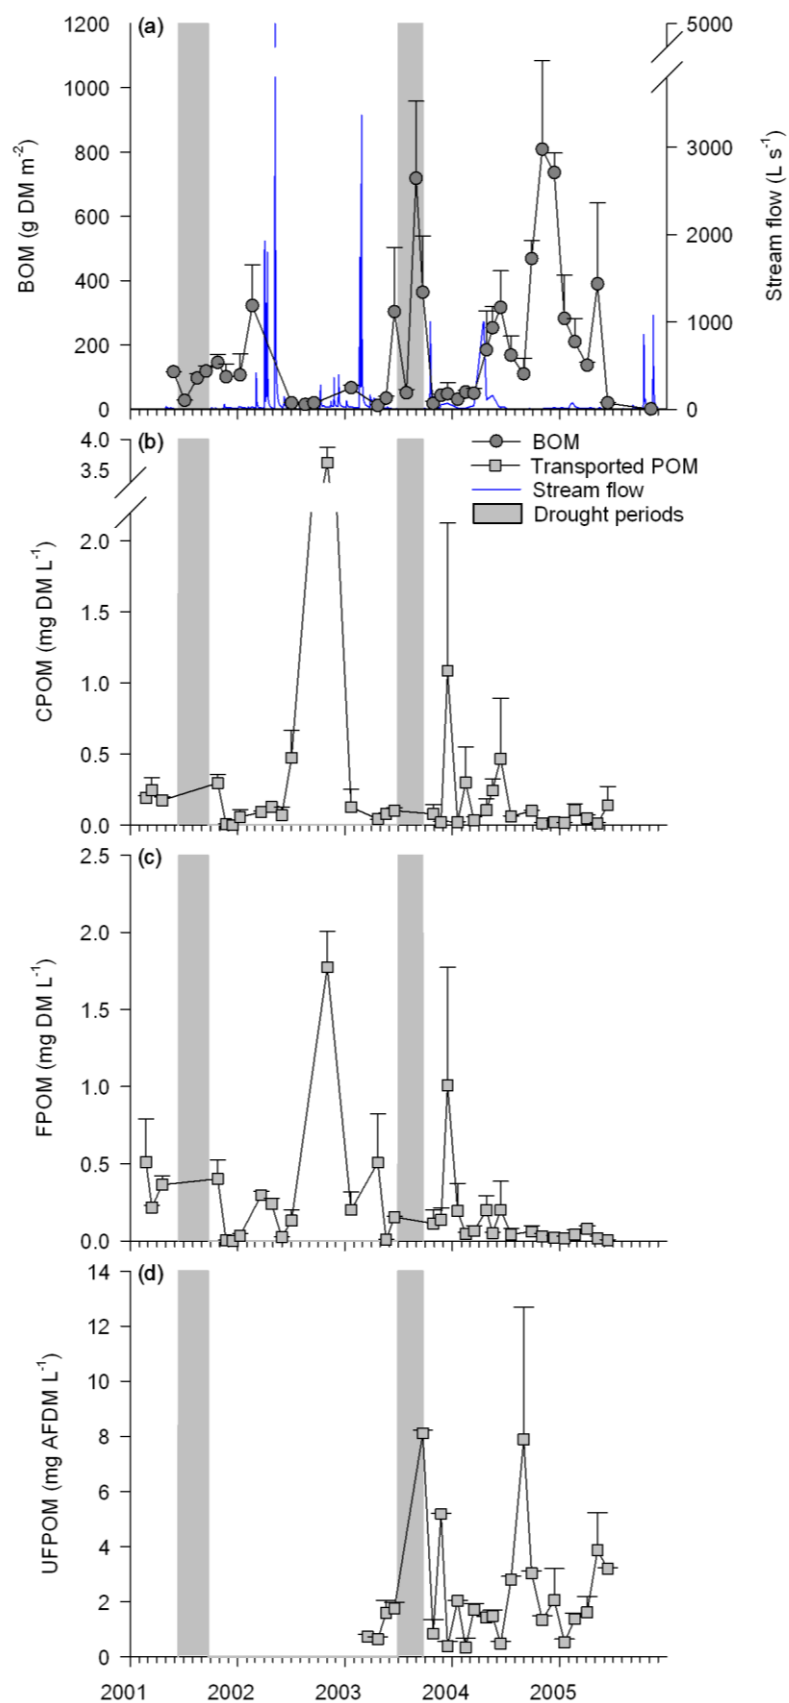 (a)
1200
1000
800
600
400
200
0
BOM (g DM m-2)
5000
3000
2000
1000
0
Stream flow (L s-1)
(b)
4.0
3.5
2.0
1.5
1.0
0.5
0.0
CPOM (mg DM L-1)
BOM
Transported POM
Stream flow
Drought periods
(c)
2.5
2.0
1.5
1.0
0.5
0.0
FPOM (mg DM L-1)
(d)
14
12
10
8
6
4
2
0
UFPOM (mg AFDM L-1)
2001 2002 2003 2004 2005